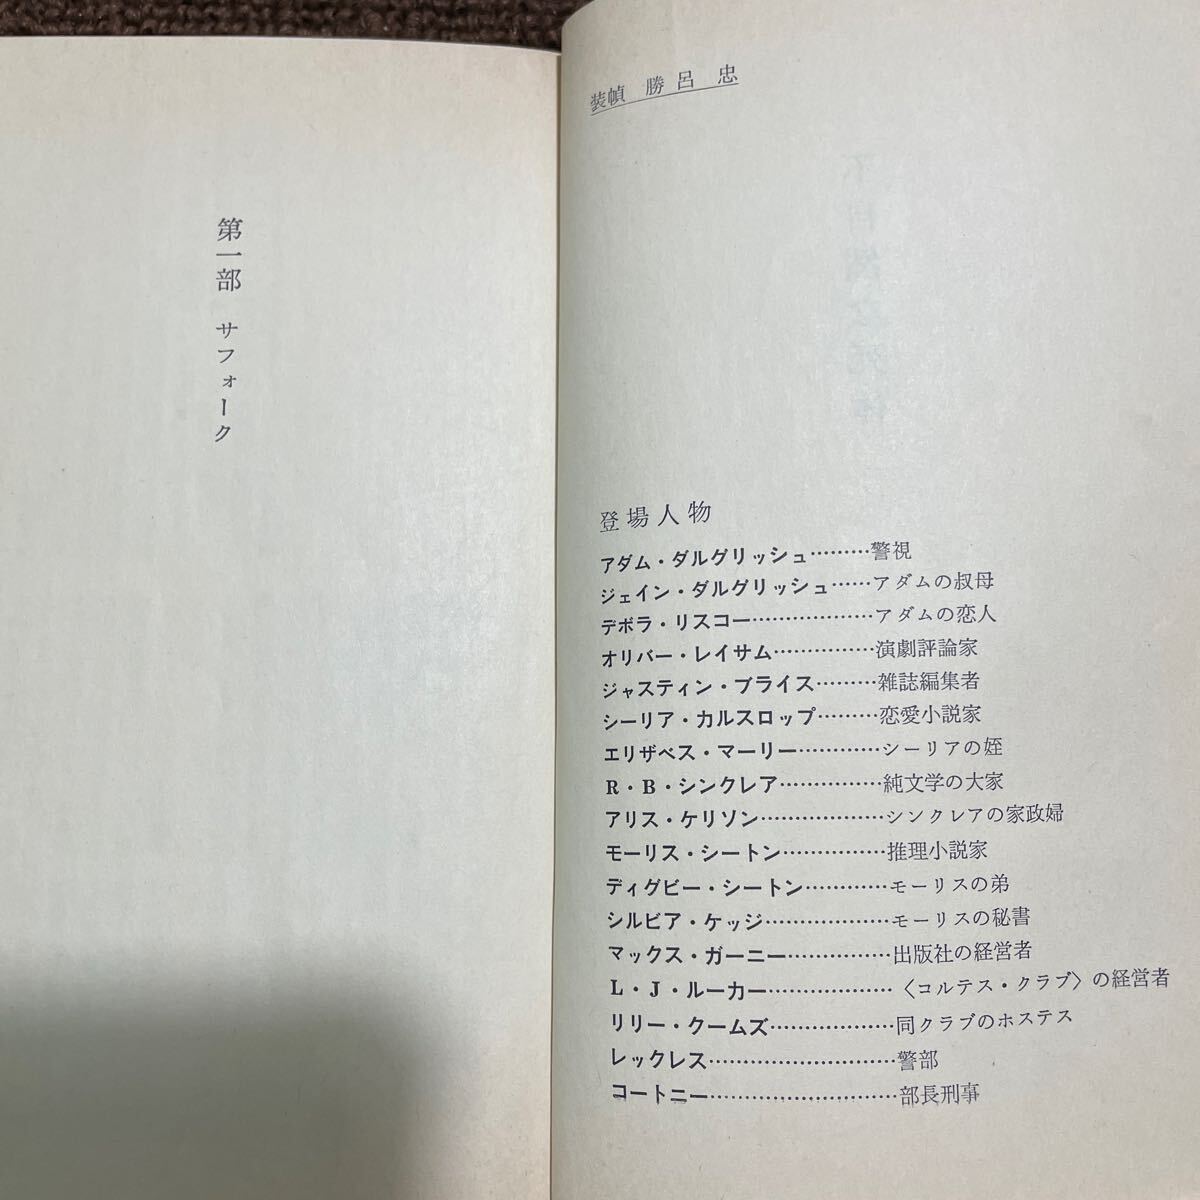 装幀 勝呂 忠
登場人物
アダム・ダルグリッシュ………警視
ジェイン・ダルグリッシュ……アダムの叔母
デボラ・リスコー………………アダムの恋人
オリバー・レイサム……………演劇評論家
ジャスティン・ブライス………雑誌編集者
シーリア・カルスロップ………恋愛小説家
エリザベス・マーリー…………シーリアの姪
R・B・シンクレア……………純文学の大家
アリス・ケリソン………………シンクレアの家政婦
モーリス・シートン……………推理小説家
ディグビー・シートン…………モーリスの弟
シルビア・ケッジ………………モーリスの秘書
マックス・ガーニー……………出版社の経営者
L・J・ルーカー………………〈コルテス・クラブ〉の経営者
リリー・クームズ………………同クラブのホステス
レックレス………………………警部
コートニー………………………部長刑事
第一部 サフォーク